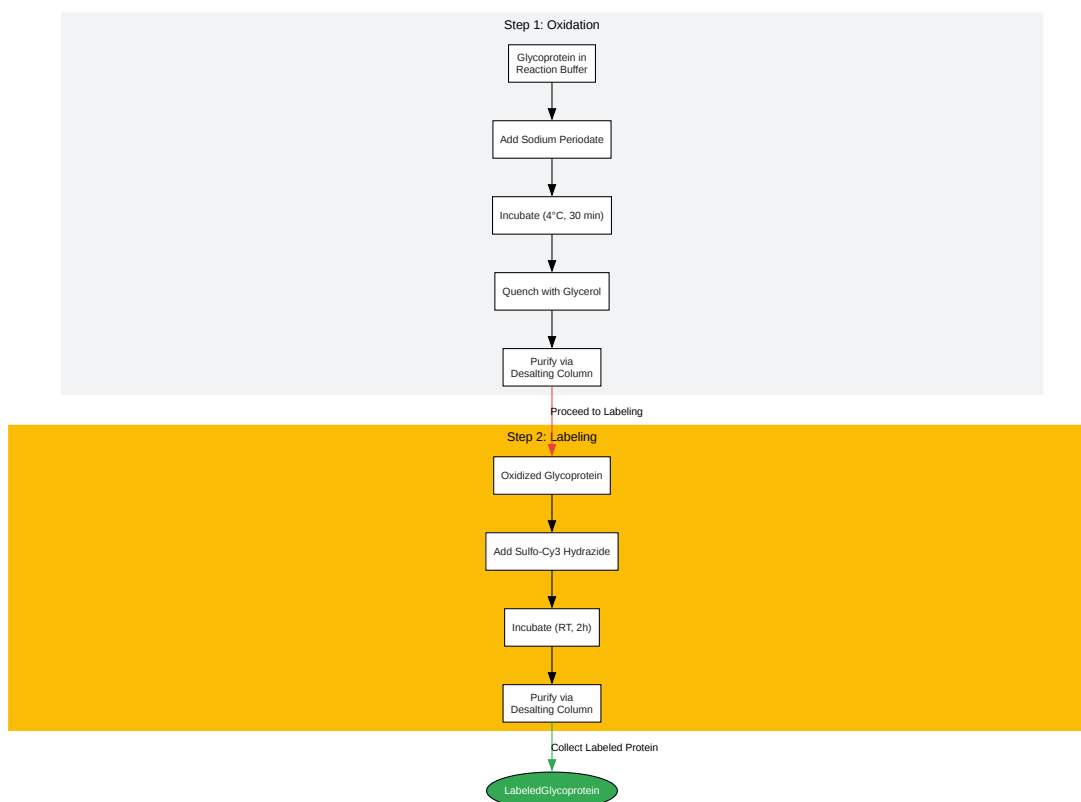 Step 1: Oxidation
Glycoprotein in
Reaction Buffer
Add Sodium Periodate
Incubate (4°C, 30 min)
Quench with Glycerol
Purify via
Desalting Column
Proceed to Labeling
Step 2: Labeling
Oxidized Glycoprotein
Add Sulfo-Cy3 Hydrazide
Incubate (RT, 2h)
Purify via
Desalting Column
Collect Labeled Protein
LabeledGlycoprotein